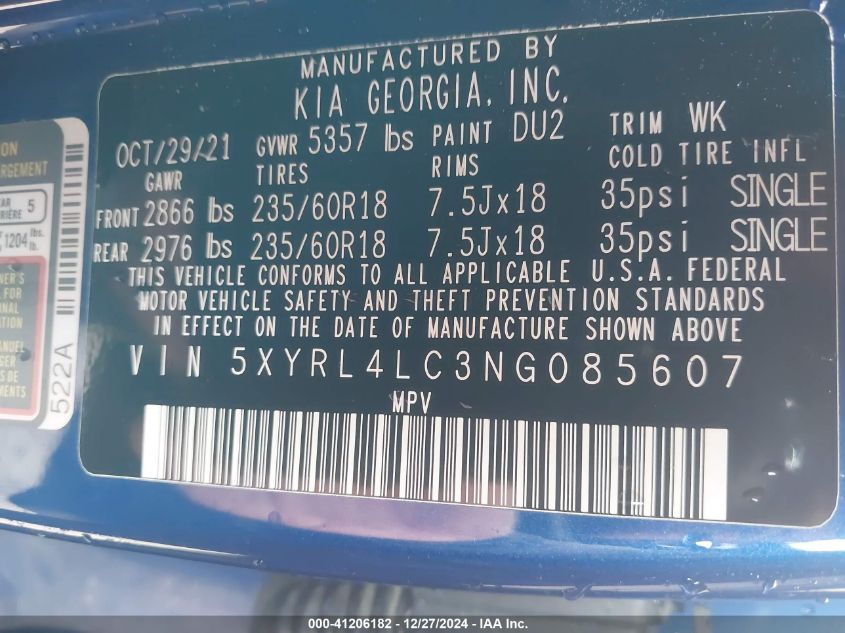 MANUFACTURED BY
KIA GEORGIA, INC.
OCT/29/21 GVWR 5357 lbs PAINT DU2 TRIM WK
GAWR TIRES RIMS COLD TIRE INFL
FRONT 2866 lbs 235/60R18 7.5Jx18 35psi SINGLE
REAR 2976 lbs 235/60R18 7.5Jx18 35psi SINGLE
THIS VEHICLE CONFORMS TO ALL APPLICABLE U.S.A. FEDERAL
MOTOR VEHICLE SAFETY AND THEFT PREVENTION STANDARDS
IN EFFECT ON THE DATE OF MANUFACTURE SHOWN ABOVE
VIN 5XYRL4LC3NG085607
MPV
5
1204 lbs.
522A
000-41206182 - 12/27/2024 - IAA Inc.